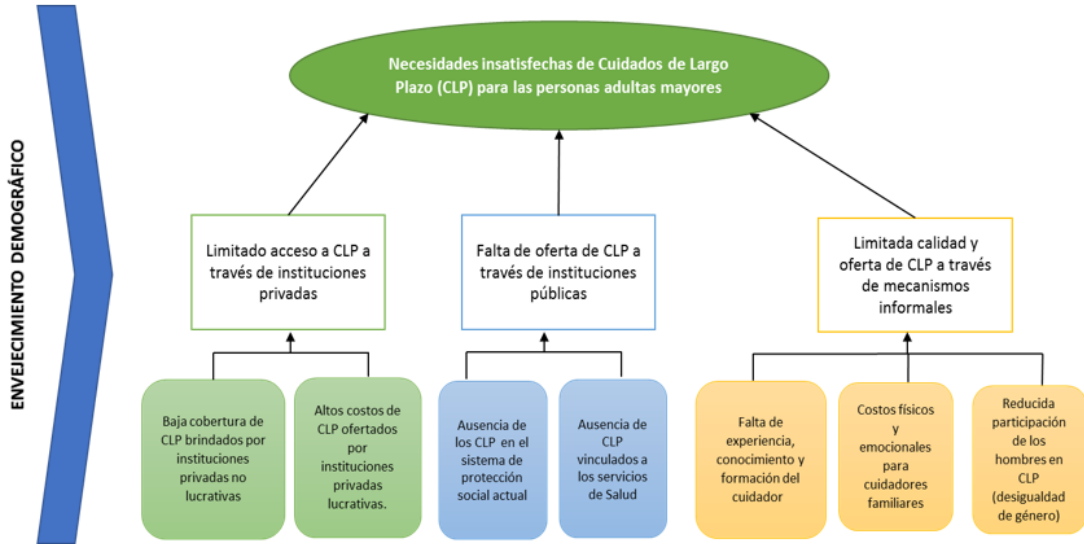 ENVEJECIMIENTO DEMOGRÁFICO
Necesidades insatisfechas de Cuidados de Largo
Plazo (CLP) para las personas adultas mayores
Limitado acceso a CLP a
través de instituciones
privadas
Falta de oferta de CLP a
través de instituciones
públicas
Limitada calidad y
oferta de CLP a través
de mecanismos
informales
Baja cobertura de
CLP brindados por
instituciones
privadas no
lucrativas
Altos costos de
CLP ofertados
por
instituciones
privadas
lucrativas.
Ausencia de
los CLP en el
sistema de
protección
social actual
Ausencia de
CLP
vinculados a
los servicios
de Salud
Falta de
experiencia,
conocimiento y
formación del
cuidador
Costos físicos
y
emocionales
para
cuidadores
familiares
Reducida
participación
de los
hombres en
CLP
(desigualdad
de género)